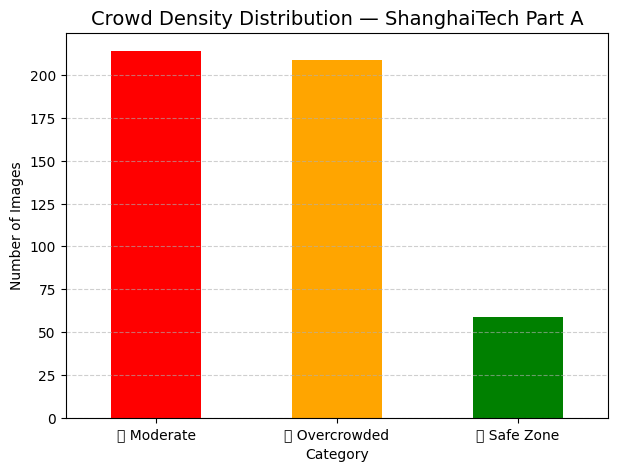 Crowd Density Distribution — ShanghaiTech Part A
Number of Images
200
175
150
125
100
75
50
25
0
Moderate
Overcrowded
Safe Zone
Category